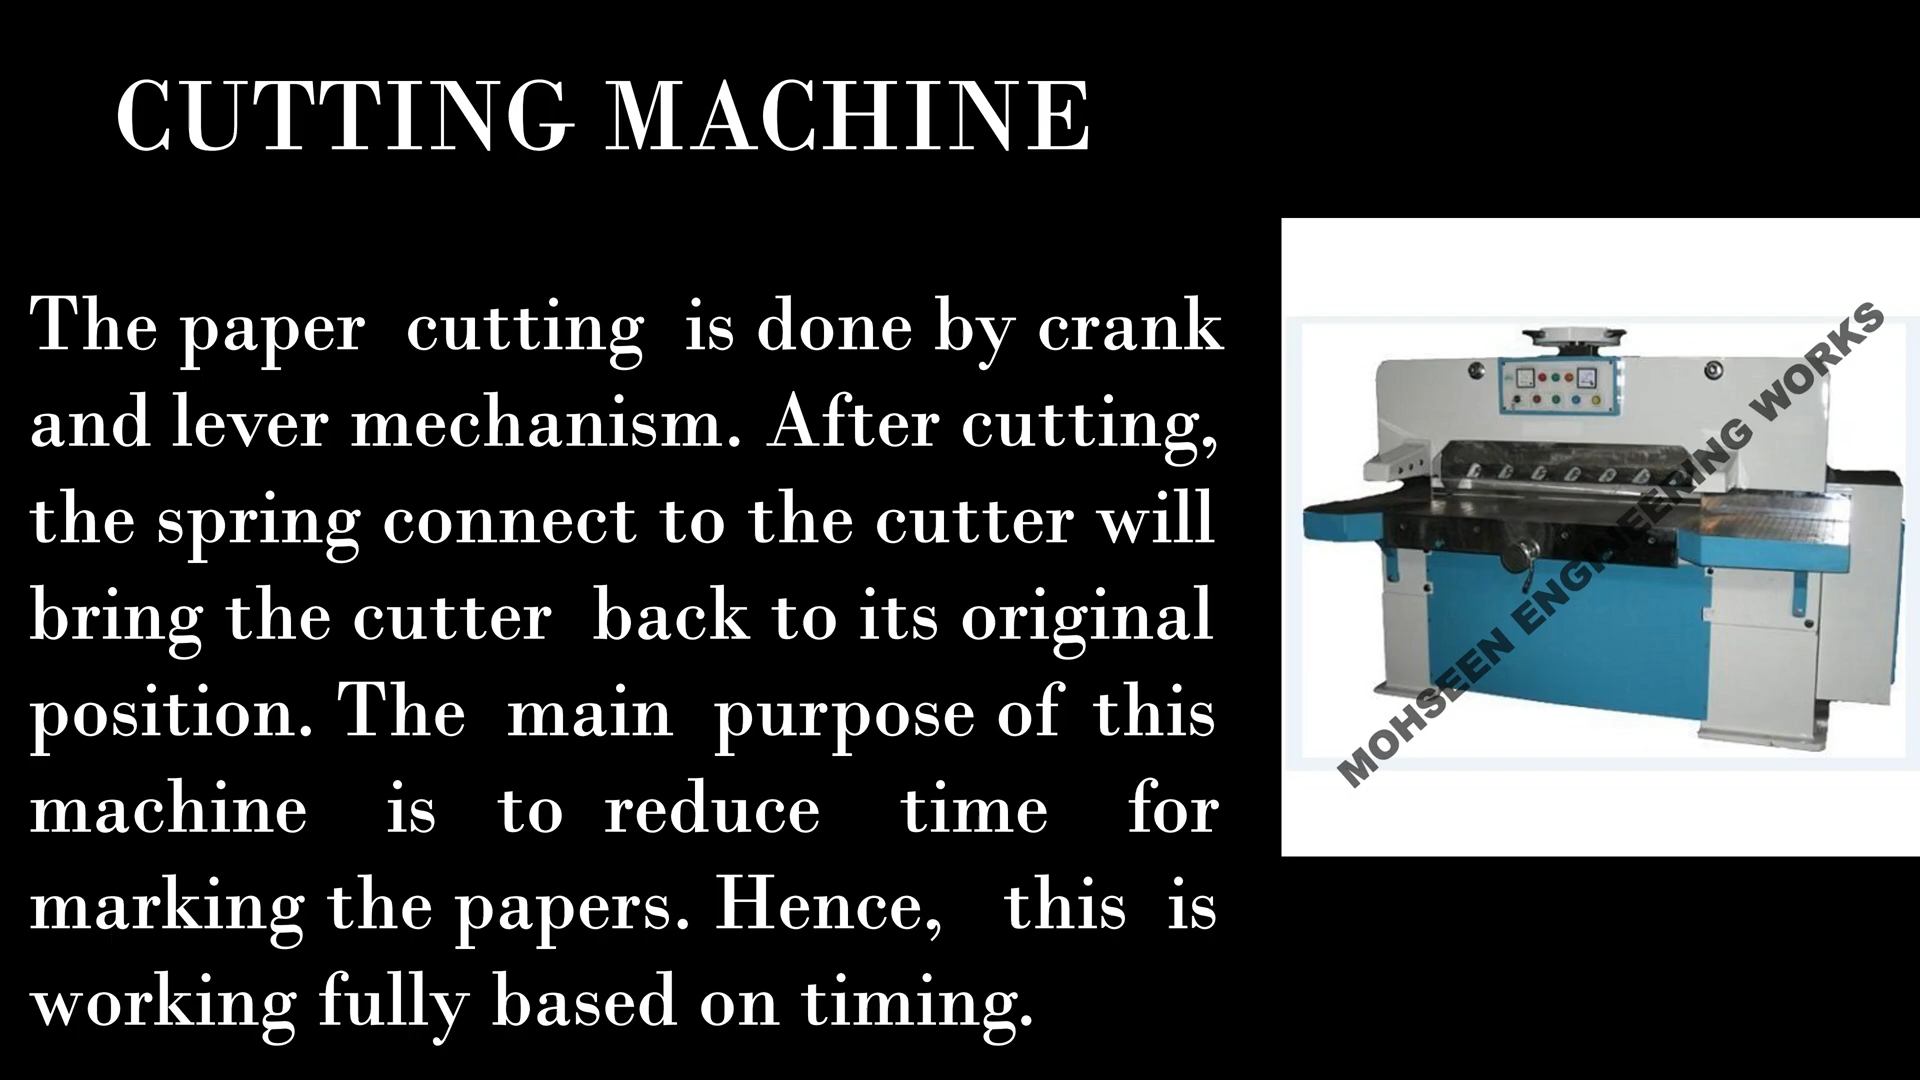 CUTTING MACHINE
The paper cutting is done by crank
and lever mechanism. After cutting,
the spring connect to the cutter will
bring the cutter back to its original
position. The main purpose of this
machine is to reduce time for
marking the papers. Hence, this is
working fully based on timing.
MOHSEEN ENGINEERING WORKS